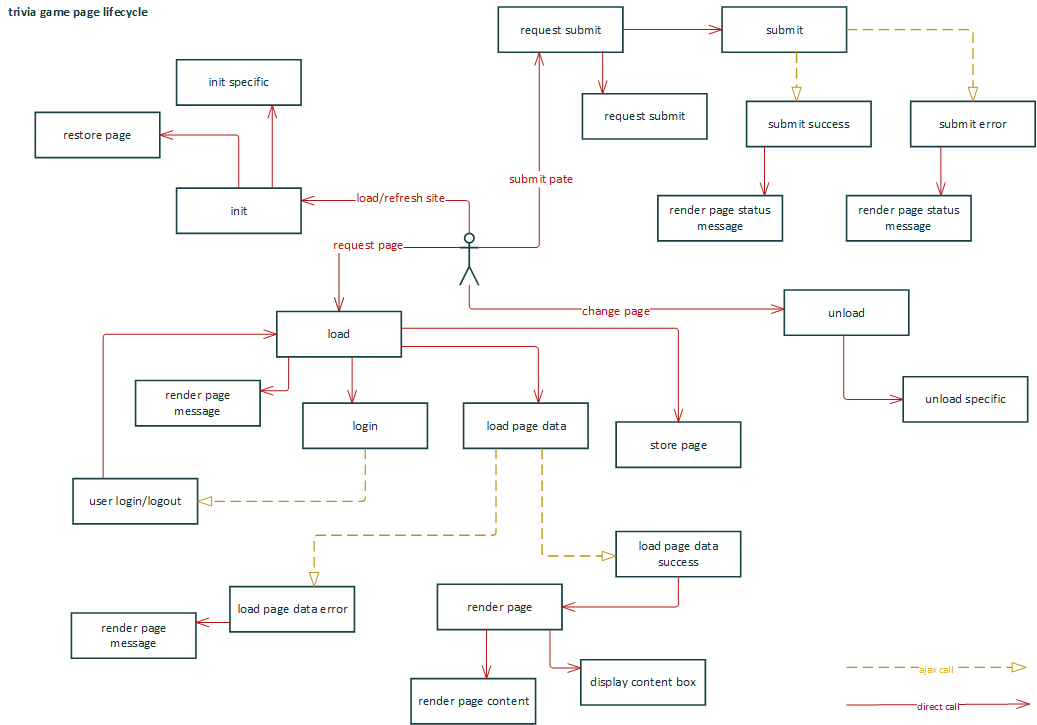 trivia game page lifecycle
request submit
submit
init specific
request submit
submit success
submit error
restore page
submit pate
load/refresh site
init
render page status
message
render page status
message
request page
change page
unload
load
render page
message
login
load page data
unload specific
store page
user login/logout
load page data
success
load page data error
render page
render page
message
render page content
display content box
ajax call
direct call